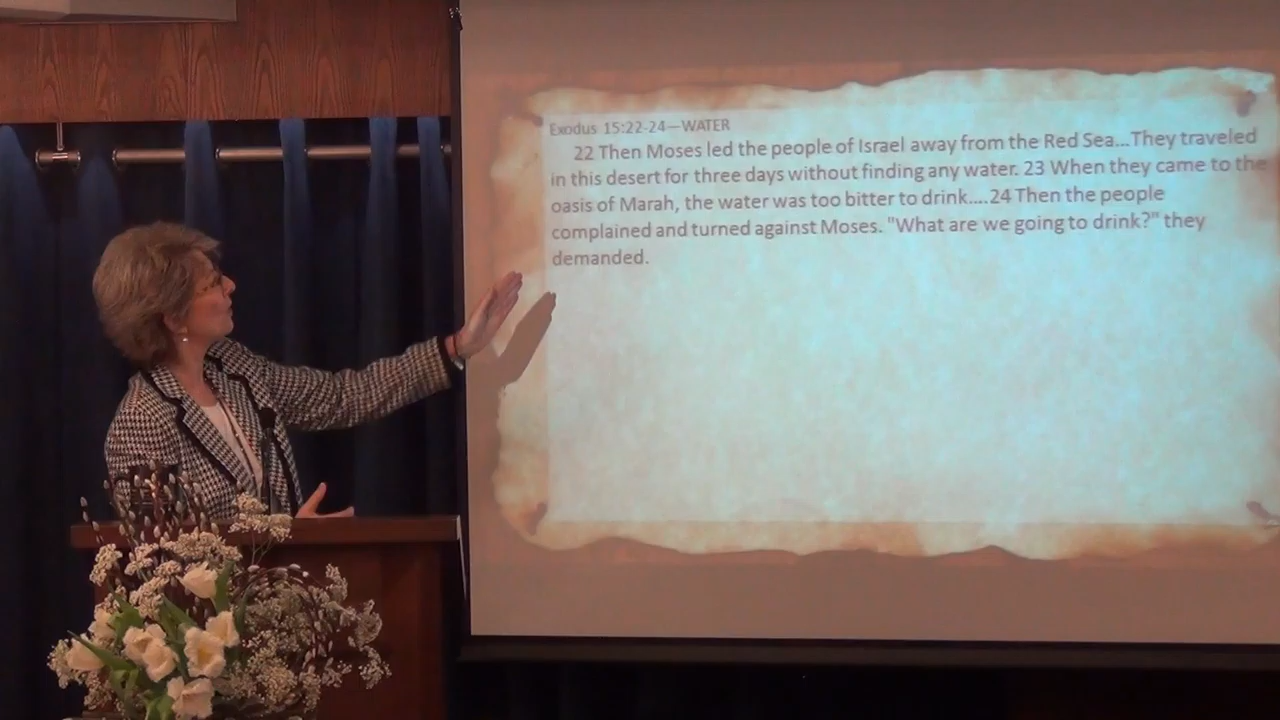 Exodus 15:22-24—WATER
22 Then Moses led the people of Israel away from the Red Sea...They traveled
in this desert for three days without finding any water. 23 When they came to the
oasis of Marah, the water was too bitter to drink....24 Then the people
complained and turned against Moses. "What are we going to drink?" they
demanded.